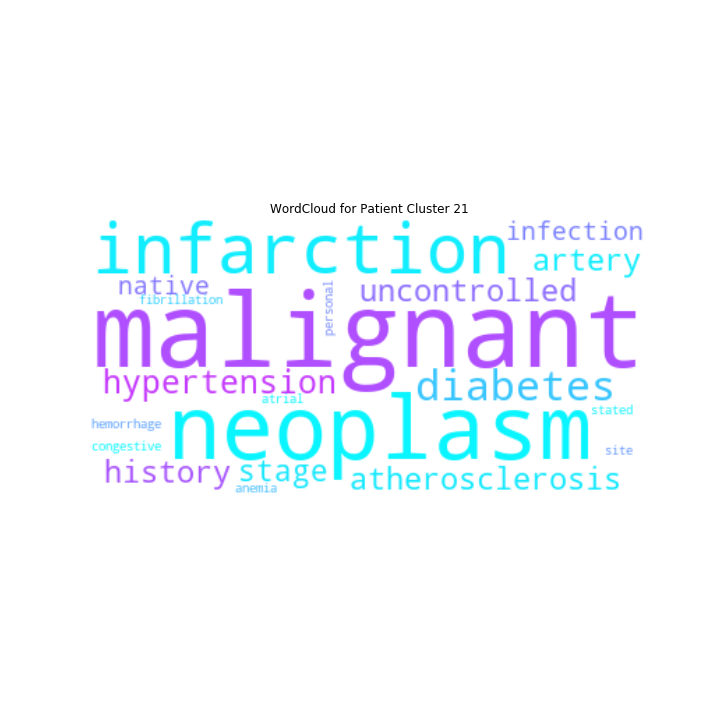 WordCloud for Patient Cluster 21
infarction
infection
artery
native
uncontrolled
fibrillation
personal
malignant
hypertension
diabetes
atrial
neoplasm
stated
hemorrhage
congestive
site
history
stage
atherosclerosis
anemia